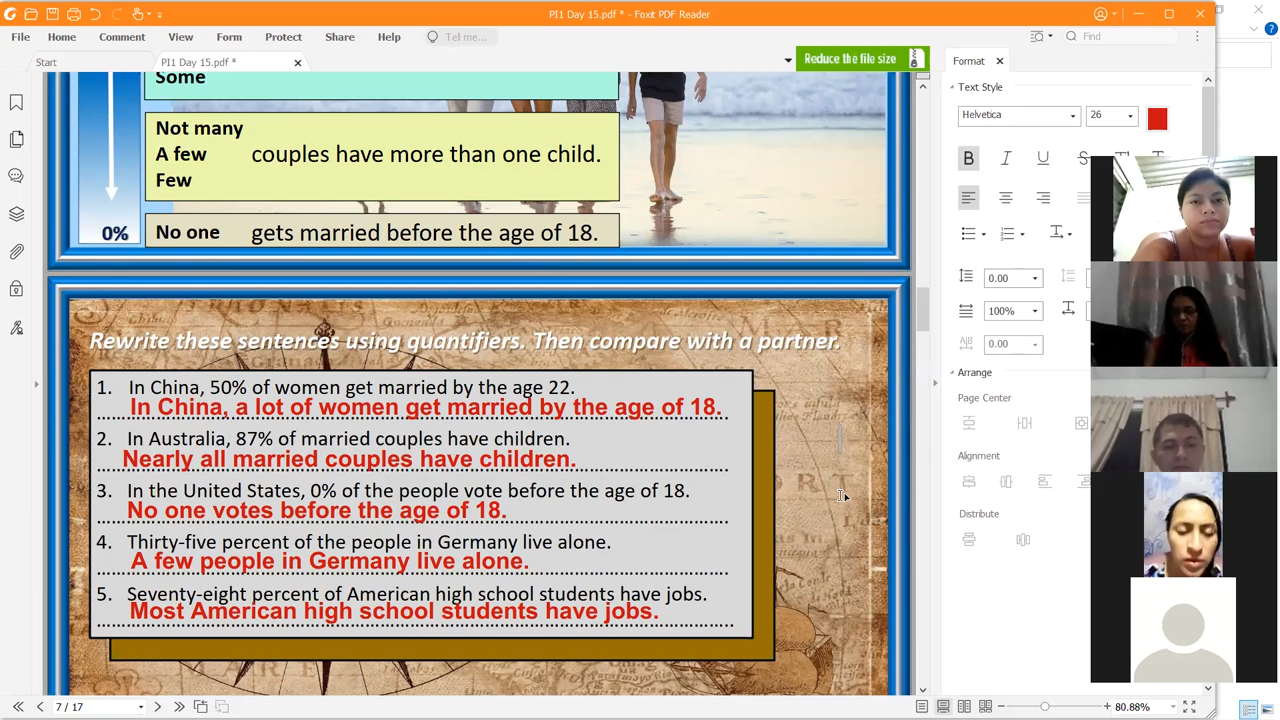 PI1 Day 15.pdf * - Foxit PDF Reader
File Home Comment View Form Protect Share Help Tell me... Find
Start PI1 Day 15.pdf * Reduce the file size
Format
Text Style
Helvetica 26
B I U S
0.00
100%
0.00
Arrange
Page Center
Alignment
Distribute
Some
Not many
A few couples have more than one child.
Few
0% No one gets married before the age of 18.
Rewrite these sentences using quantifiers. Then compare with a partner.
1. In China, 50% of women get married by the age 22.
In China, a lot of women get married by the age of 18.
2. In Australia, 87% of married couples have children.
Nearly all married couples have children.
3. In the United States, 0% of the people vote before the age of 18.
No one votes before the age of 18.
4. Thirty-five percent of the people in Germany live alone.
A few people in Germany live alone.
5. Seventy-eight percent of American high school students have jobs.
Most American high school students have jobs.
7 / 17 80.88%